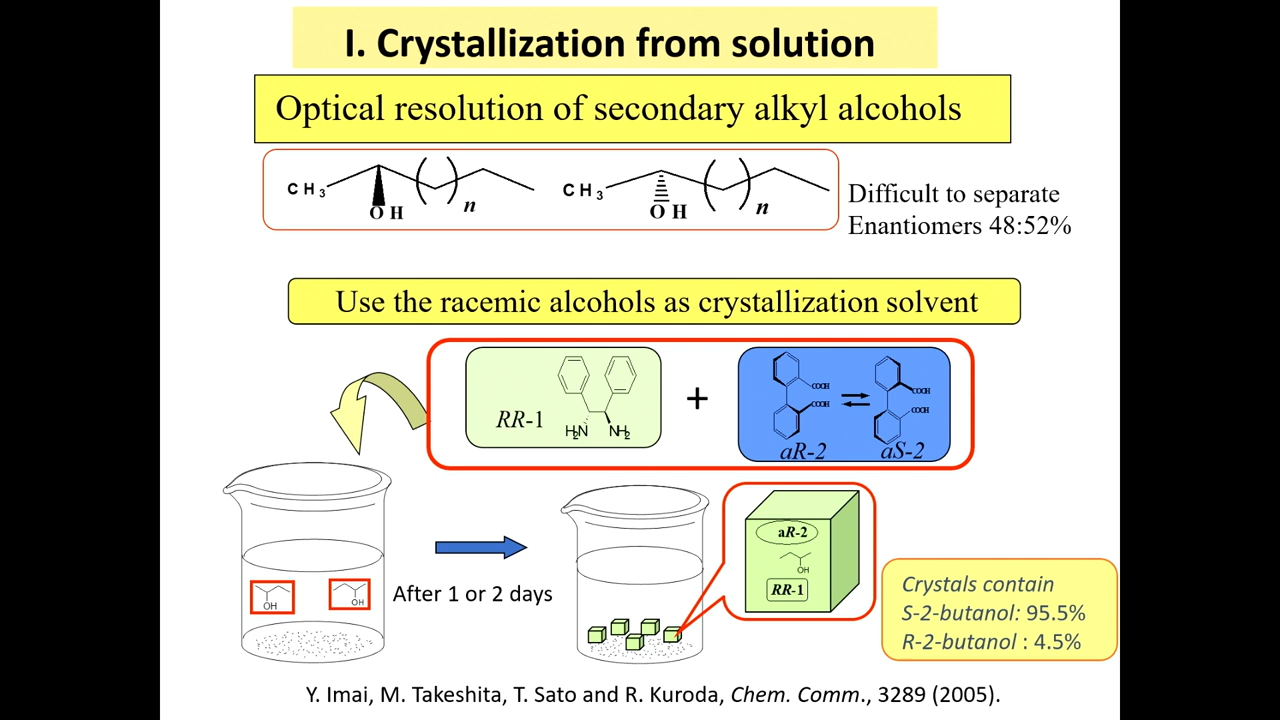 I. Crystallization from solution
Optical resolution of secondary alkyl alcohols
CH3 OH n CH3 OH n
Difficult to separate
Enantiomers 48:52%
Use the racemic alcohols as crystallization solvent
RR-1 H2N NH2
+
COOH COOH COOH COOH
aR-2 aS-2
OH OH
After 1 or 2 days
aR-2
OH
RR-1
Crystals contain
S-2-butanol: 95.5%
R-2-butanol : 4.5%
Y. Imai, M. Takeshita, T. Sato and R. Kuroda, Chem. Comm., 3289 (2005).